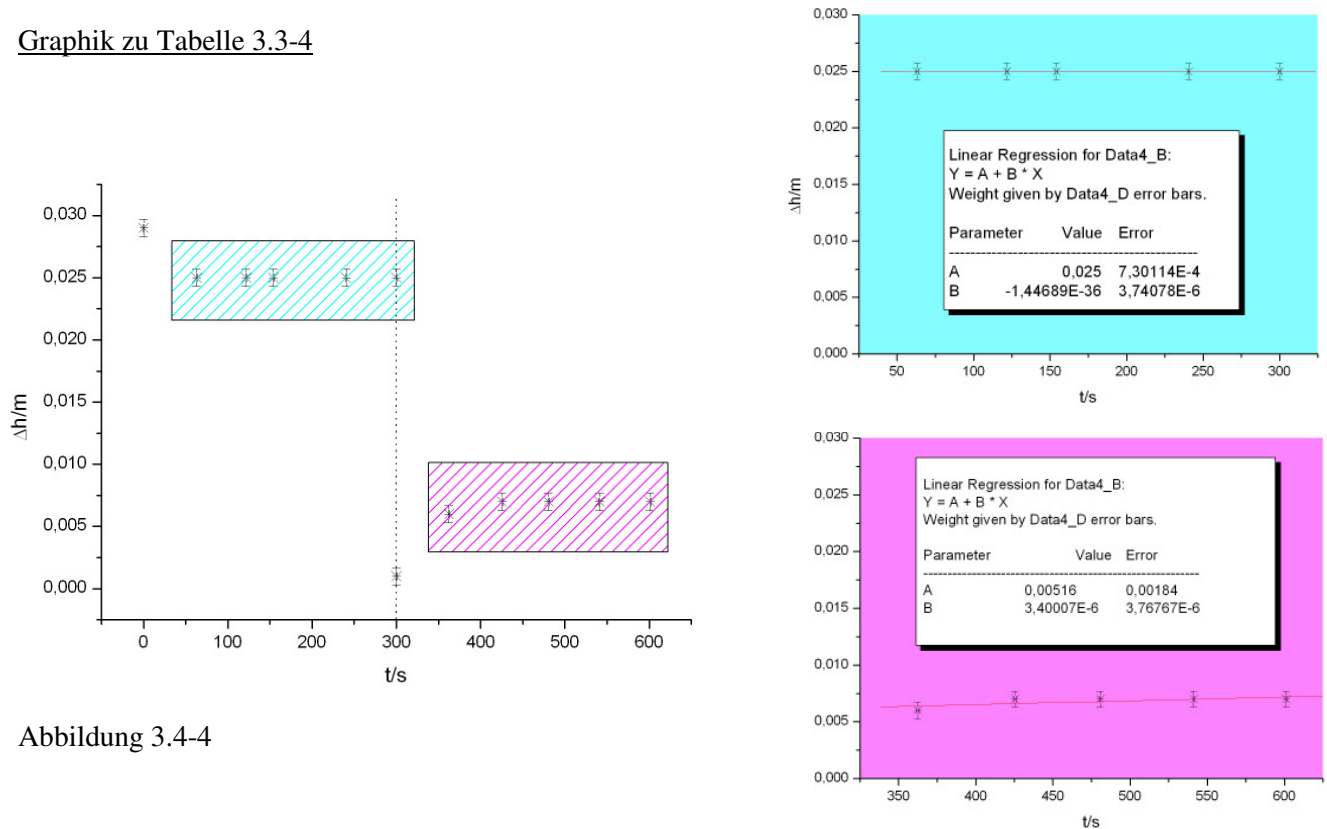 Graphik zu Tabelle 3.3-4
0,030
0,025
0,020
0,015
0,010
0,005
0,000
Δh/m
0 100 200 300 400 500 600
t/s
Abbildung 3.4-4
0,030
0,025
0,020
0,015
0,010
0,005
0,000
Δh/m
Linear Regression for Data4_B:
Y = A + B * X
Weight given by Data4_D error bars.
Parameter Value Error
------------------------------------------------------------
A 0,025 7,30114E-4
B -1,44689E-36 3,74078E-6
50 100 150 200 250 300
t/s
0,030
0,025
0,020
0,015
0,010
0,005
0,000
Δh/m
Linear Regression for Data4_B:
Y = A + B * X
Weight given by Data4_D error bars.
Parameter Value Error
------------------------------------------------------------
A 0,00516 0,00184
B 3,40007E-6 3,76767E-6
350 400 450 500 550 600
t/s